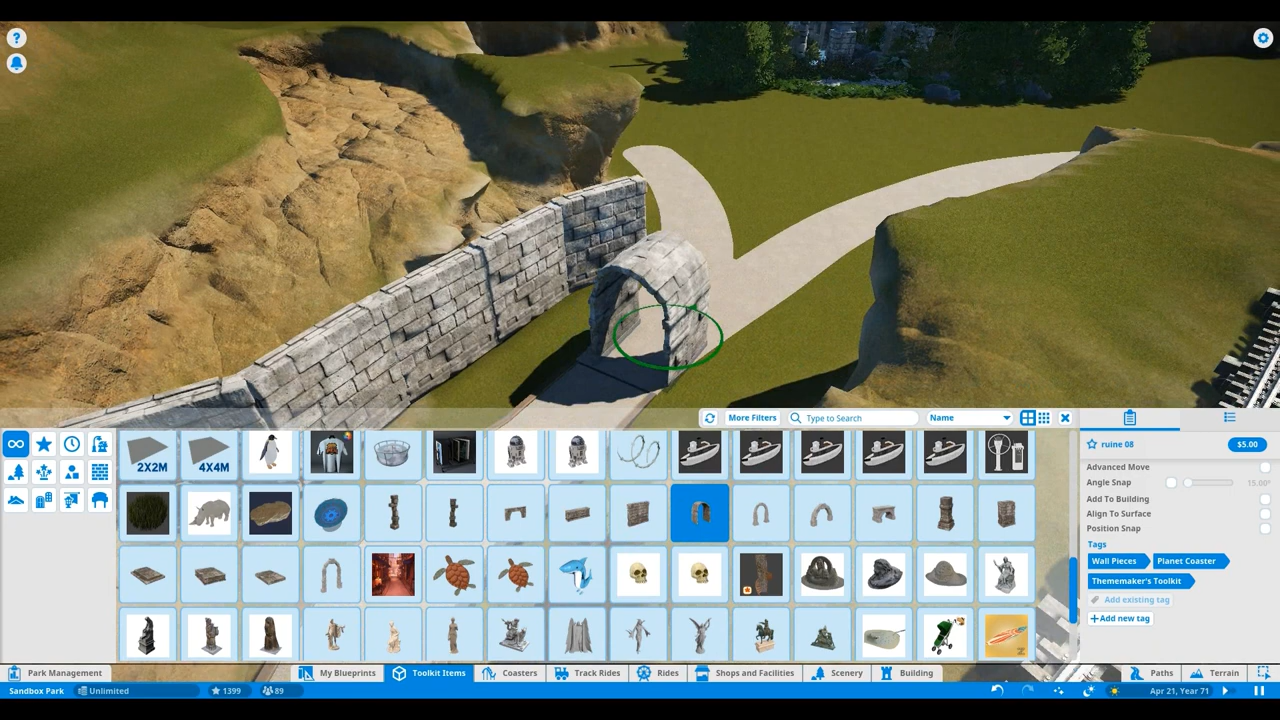 ?
More Filters
Type to Search
Name
2X2M
4X4M
ruine 08
$5.00
Advanced Move
Angle Snap
15.00°
Add To Building
Align To Surface
Position Snap
Tags
Wall Pieces
Planet Coaster
Thememaker's Toolkit
Add existing tag
+Add new tag
Park Management
My Blueprints
Toolkit Items
Coasters
Track Rides
Rides
Shops and Facilities
Scenery
Building
Paths
Terrain
Sandbox Park
Unlimited
1399
89
Apr 21, Year 71